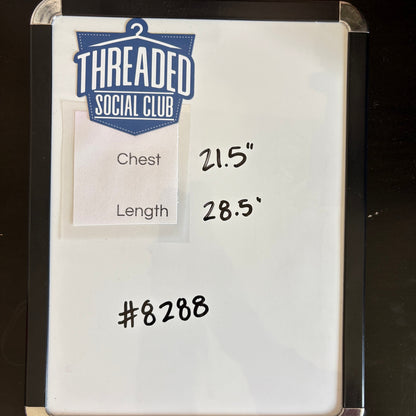 THREADED
SOCIAL CLUB
Chest 21.5"
Length 28.5'
#8288